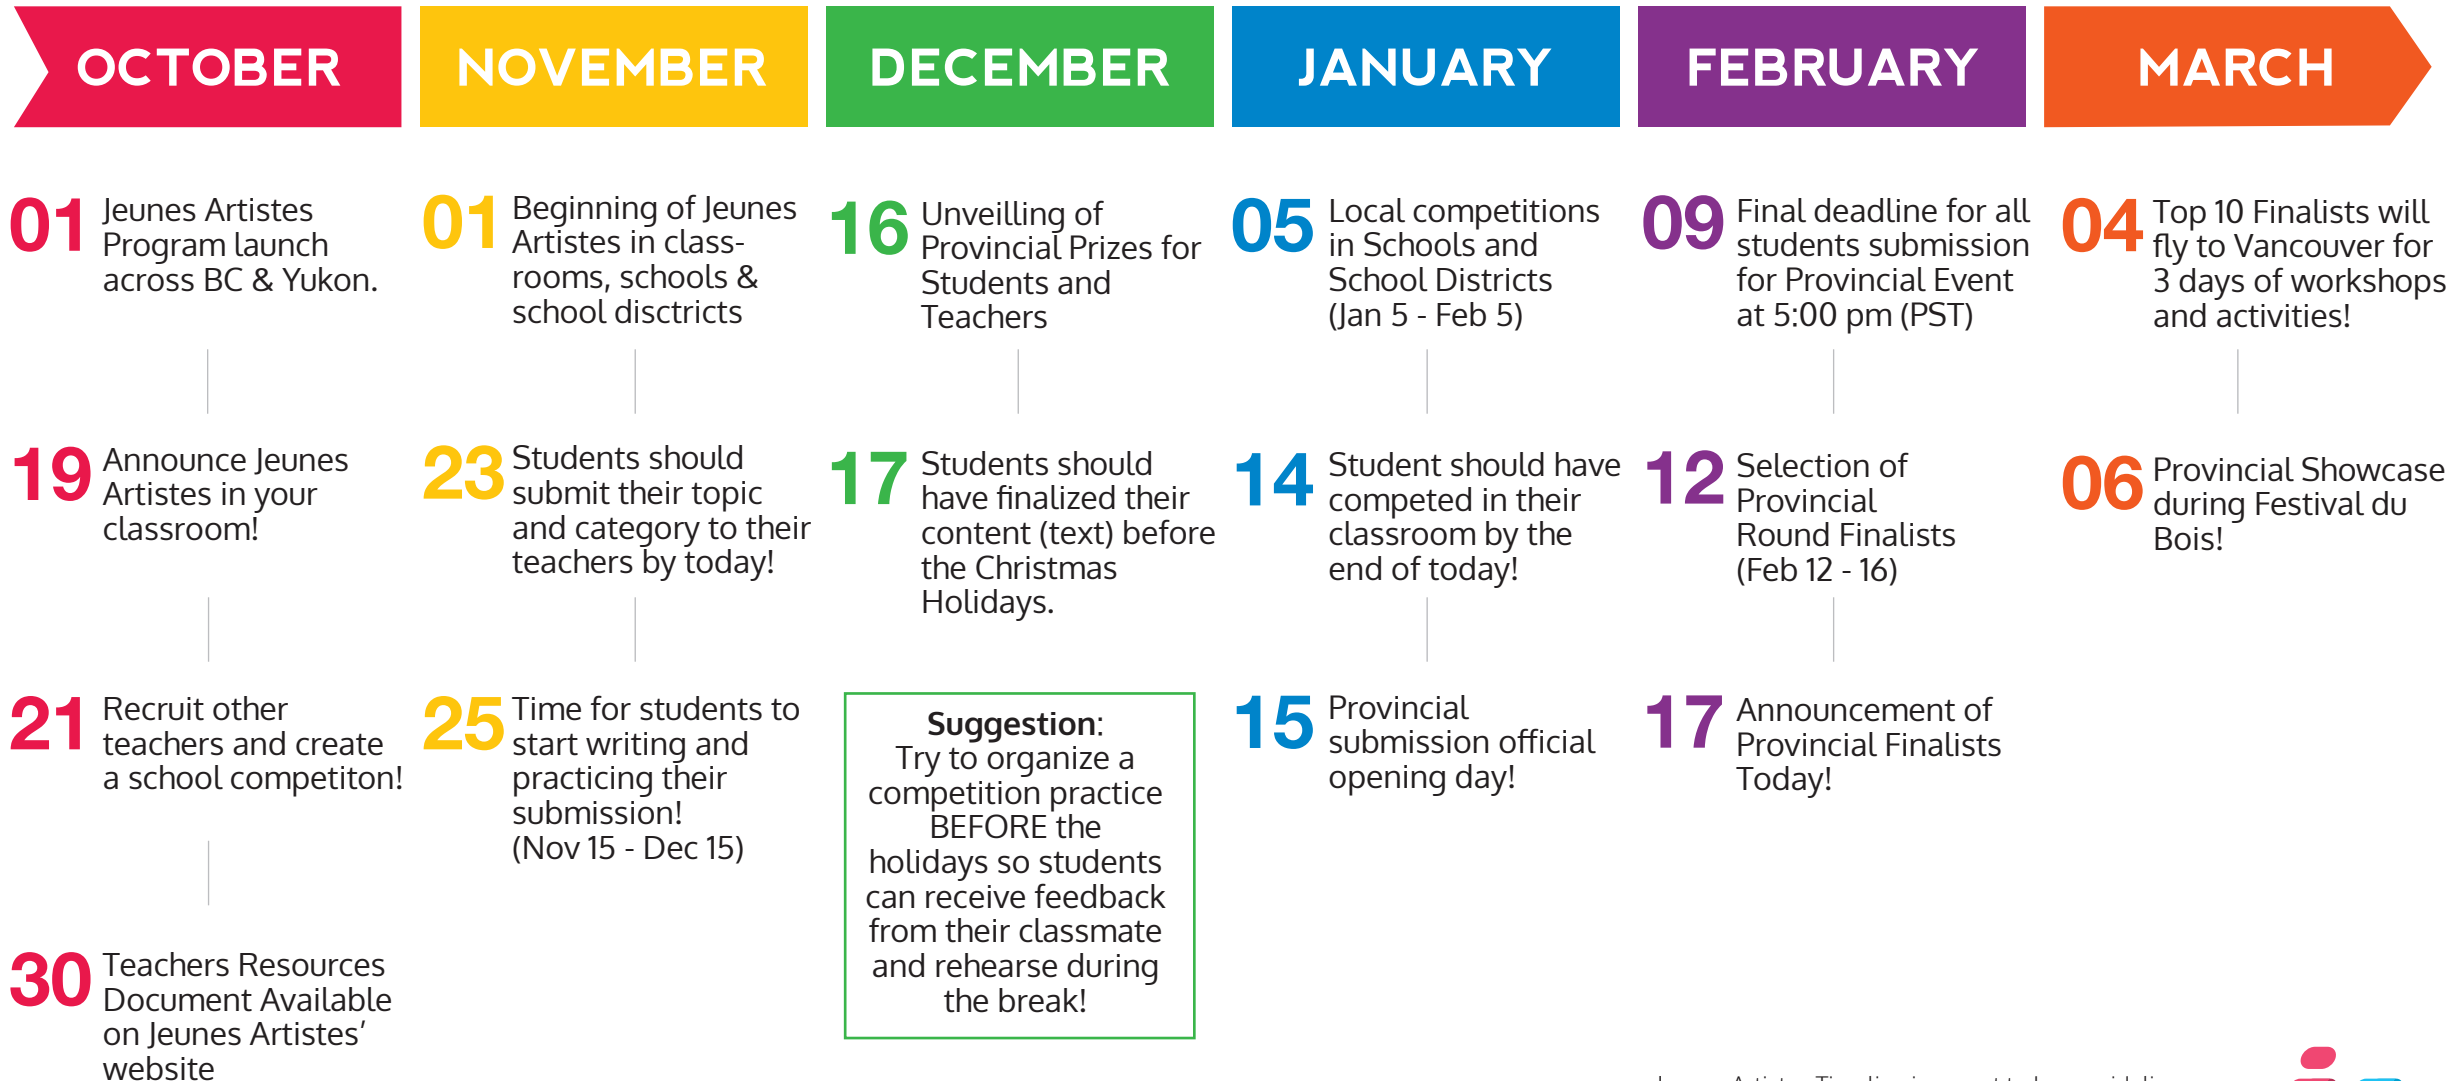 OCTOBER
01
Jeunes Artistes
Program launch
across BC & Yukon.
19
Announce Jeunes
Artistes in your
classroom!
21
Recruit other
teachers and create
a school competiton!
30
Teachers Resources
Document Available
on Jeunes Artistes’
website
NOVEMBER
01
Beginning of Jeunes
Artistes in class-
rooms, schools &
school disctricts
23
Students should
submit their topic
and category to their
teachers by today!
25
Time for students to
start writing and
practicing their
submission!
(Nov 15 - Dec 15)
DECEMBER
16
Unveilling of
Provincial Prizes for
Students and
Teachers
17
Students should
have finalized their
content (text) before
the Christmas
Holidays.
Suggestion:
Try to organize a
competition practice
BEFORE the
holidays so students
can receive feedback
from their classmate
and rehearse during
the break!
JANUARY
05
Local competitions
in Schools and
School Districts
(Jan 5 - Feb 5)
14
Student should have
competed in their
classroom by the
end of today!
15
Provincial
submission official
opening day!
FEBRUARY
09
Final deadline for all
students submission
for Provincial Event
at 5:00 pm (PST)
12
Selection of
Provincial
Round Finalists
(Feb 12 - 16)
17
Announcement of
Provincial Finalists
Today!
MARCH
04
Top 10 Finalists will
fly to Vancouver for
3 days of workshops
and activities!
06
Provincial Showcase
during Festival du
Bois!